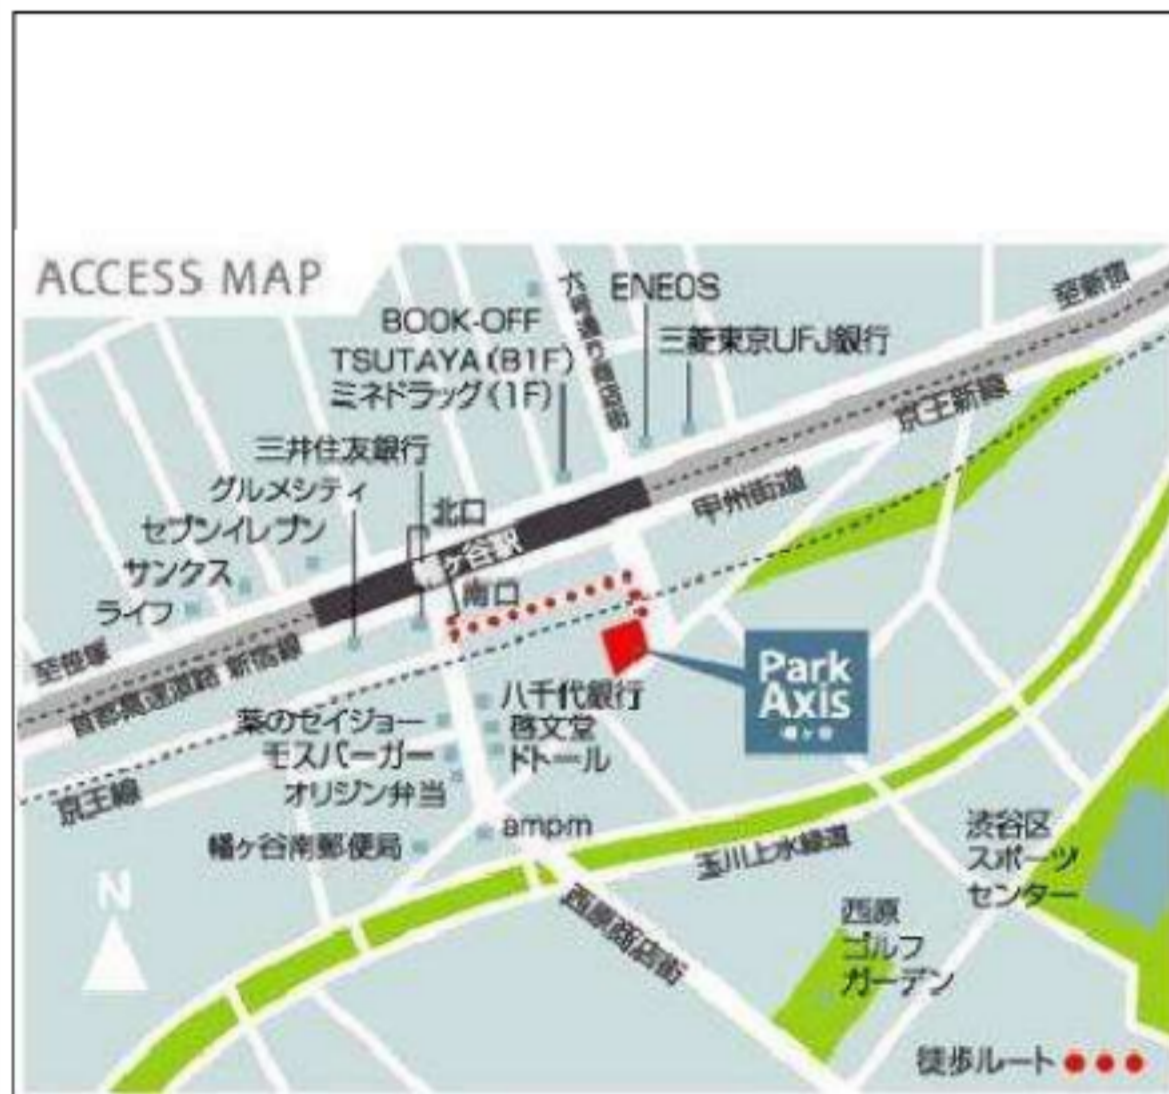 ACCESS MAP
ENEOS
至新宿
BOOK-OFF
三菱東京UFJ銀行
TSUTAYA (B1F)
ミネドラッグ (1F)
京王新線
三井住友銀行
グルメシティ
甲州街道
北口
セブンイレブン
幡ヶ谷駅
サンクス
南口
ライフ
至笹塚
首都高速道路 新宿線
Park
Axis
幡ヶ谷
八千代銀行
薬のセイジョー
啓文堂
モスバーガー
ドトール
京王線
オリジン弁当
ampm
幡ヶ谷南郵便局
玉川上水緑道
渋谷区
スポーツ
センター
N
西原商店街
西原
ゴルフ
ガーデン
徒歩ルート